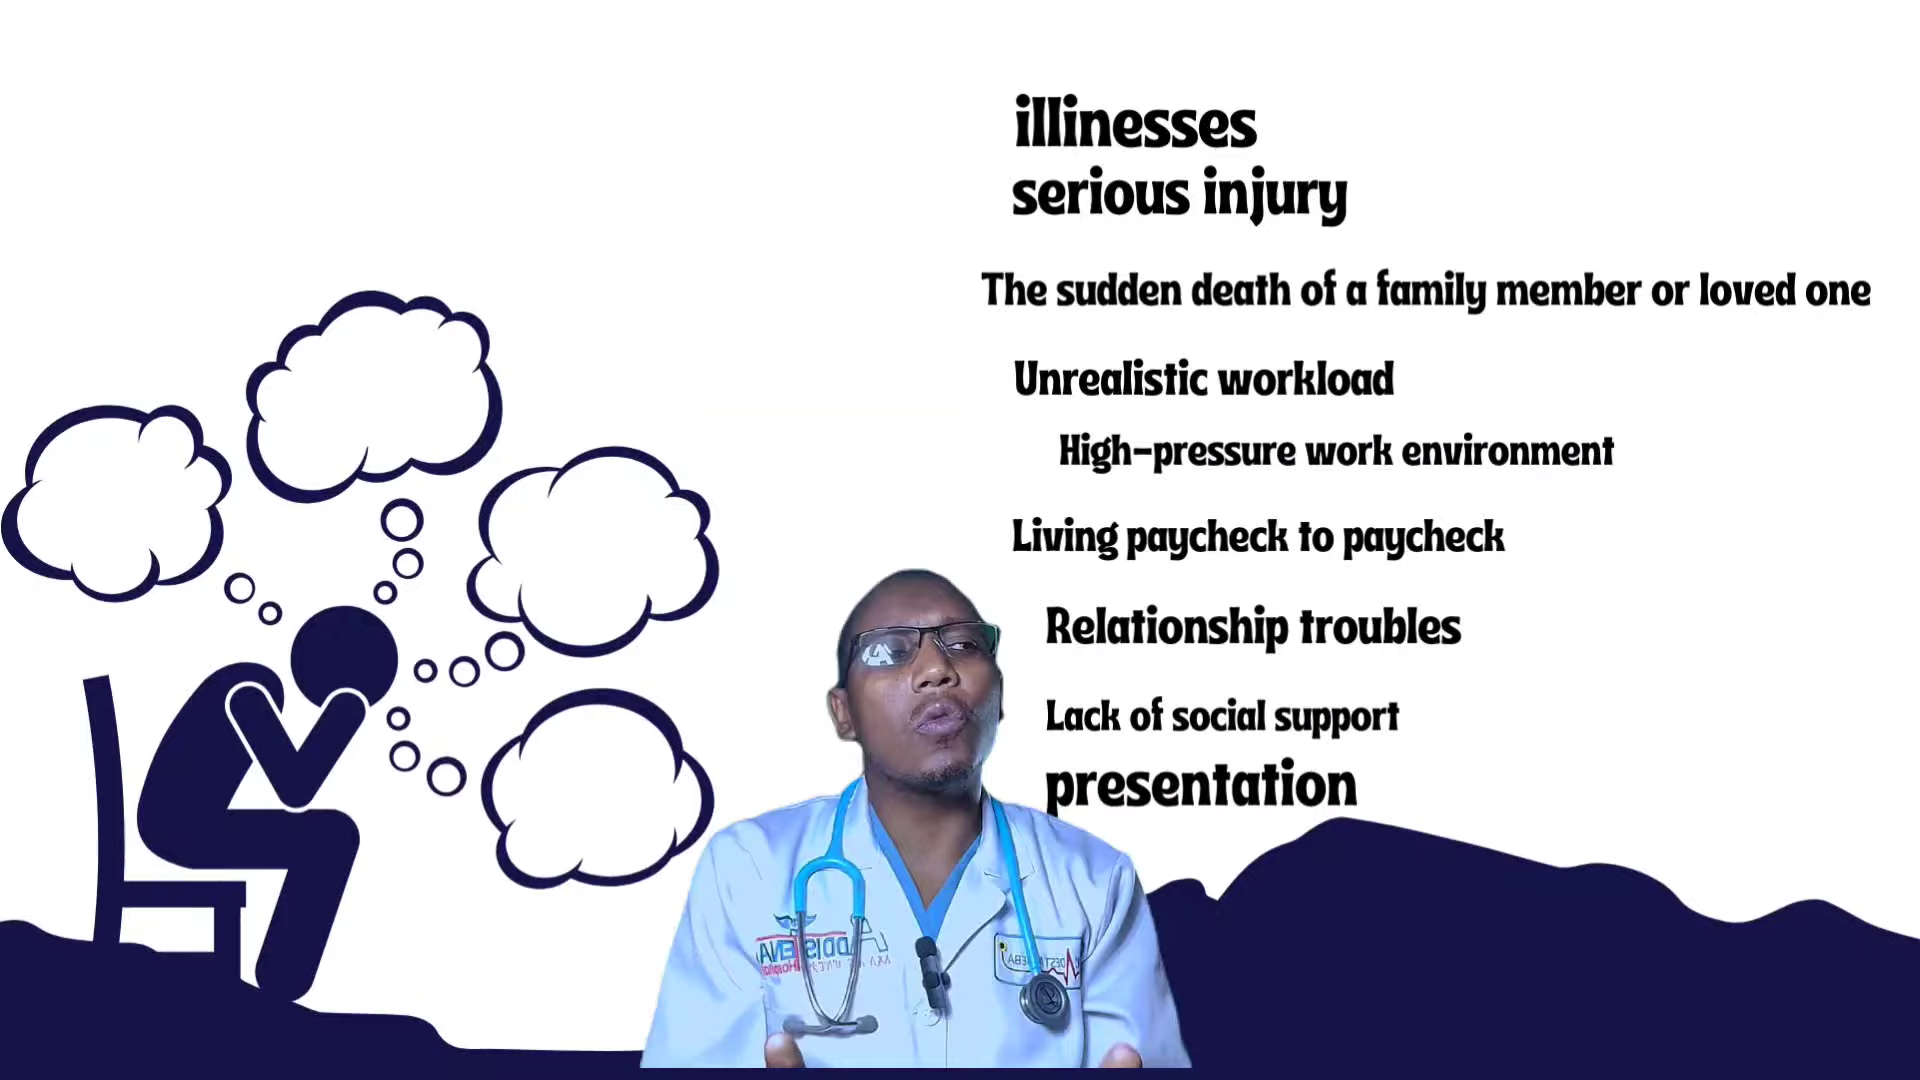 illinesses
serious injury
The sudden death of a family member or loved one
Unrealistic workload
High-pressure work environment
Living paycheck to paycheck
Relationship troubles
Lack of social support
presentation